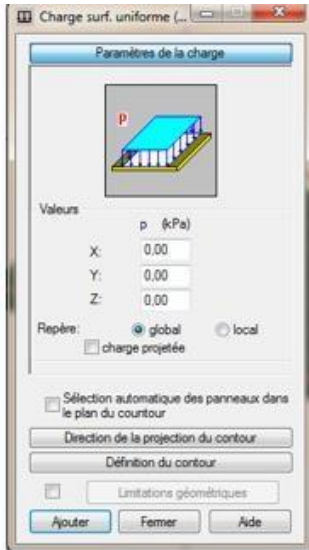 Charge surf. uniforme (...
Paramètres de la charge
p
Valeurs
p (kPa)
X: 0,00
Y: 0,00
Z: 0,00
Repère: global local
charge projetée
Sélection automatique des panneaux dans
le plan du countour
Direction de la projection du contour
Définition du contour
Limitations géométriques
Ajouter Fermer Aide